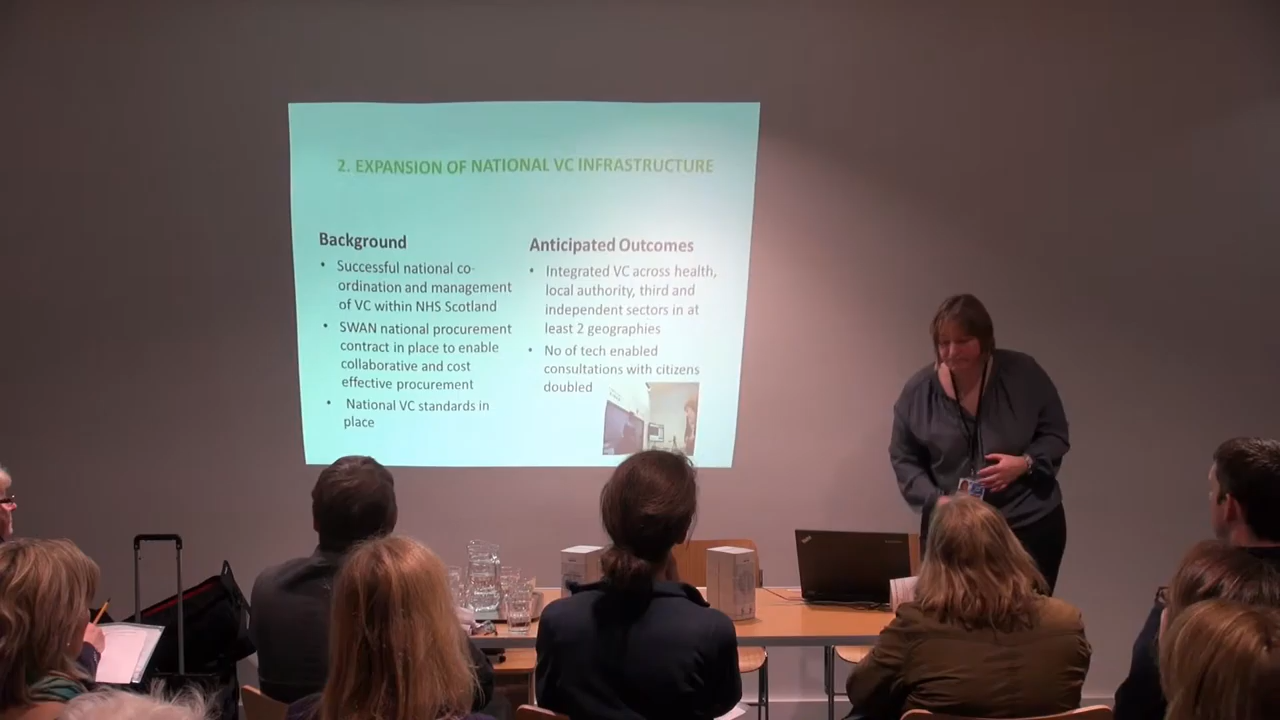 2. EXPANSION OF NATIONAL VC INFRASTRUCTURE
Background
• Successful national co-
ordination and management
of VC within NHS Scotland
• SWAN national procurement
contract in place to enable
collaborative and cost
effective procurement
• National VC standards in
place
Anticipated Outcomes
• Integrated VC across health,
local authority, third and
independent sectors in at
least 2 geographies
• No of tech enabled
consultations with citizens
doubled